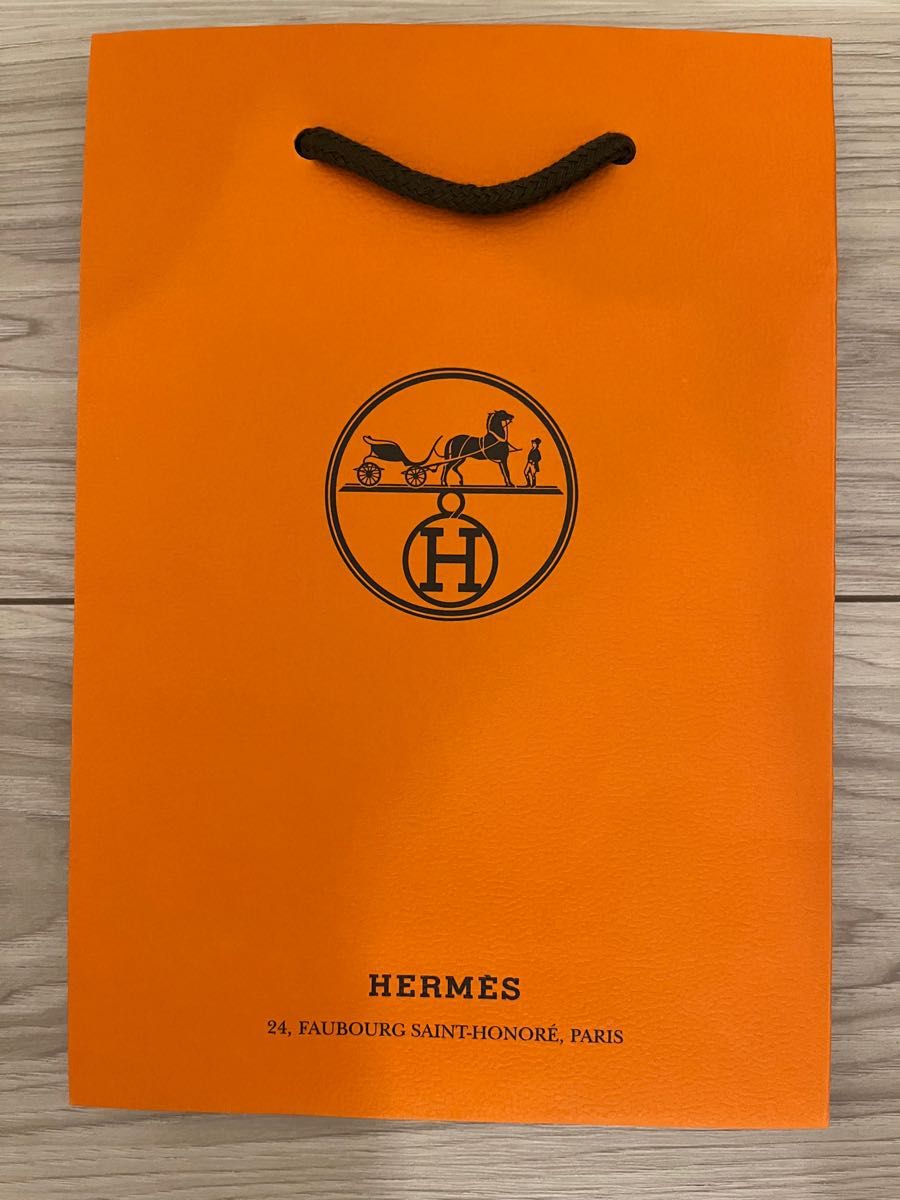 H
HERMÈS
24, FAUBOURG SAINT-HONORÉ, PARIS